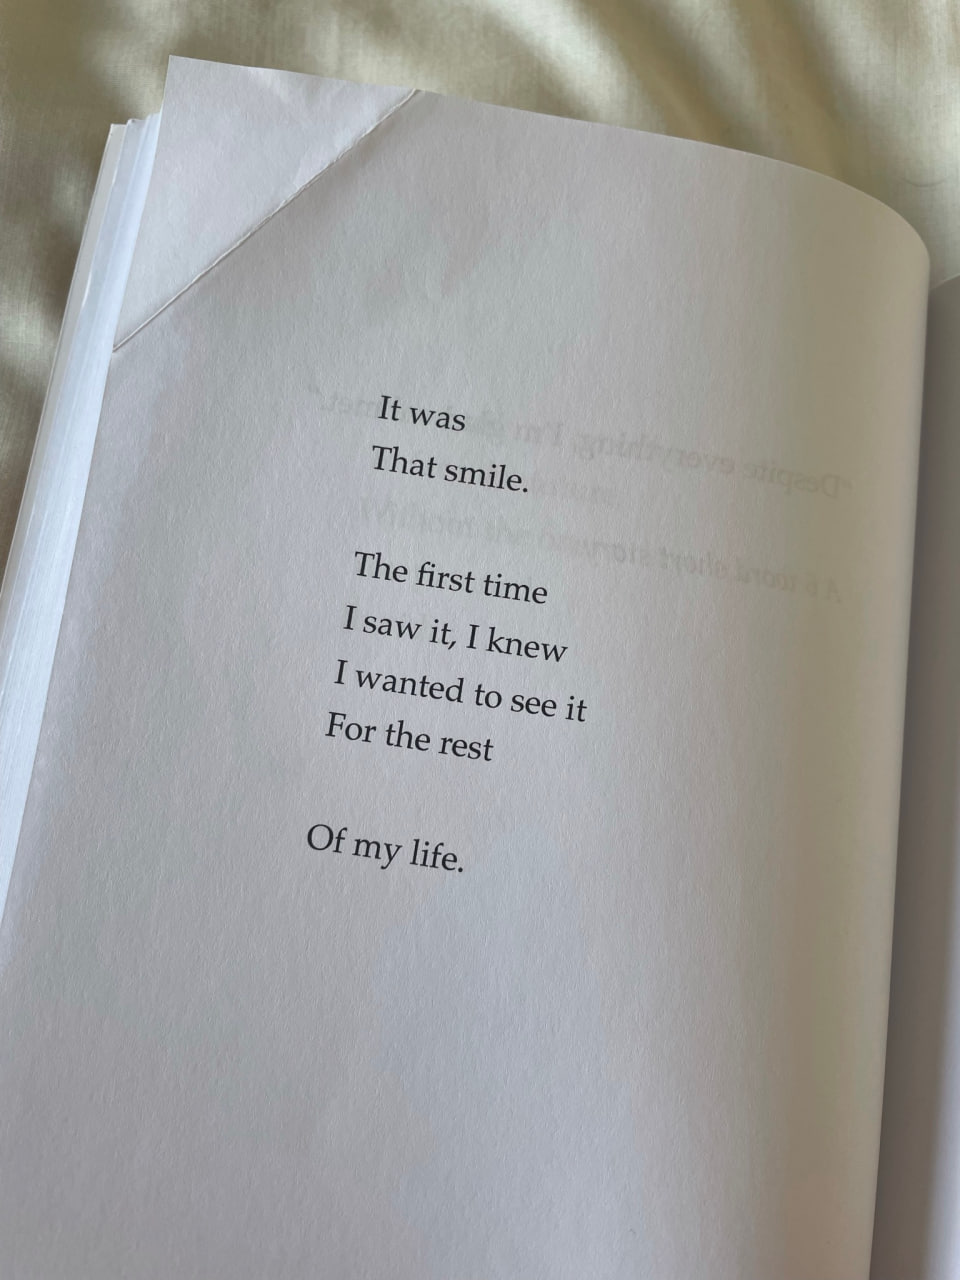 It was
That smile.
The first time
I saw it, I knew
I wanted to see it
For the rest
Of my life.